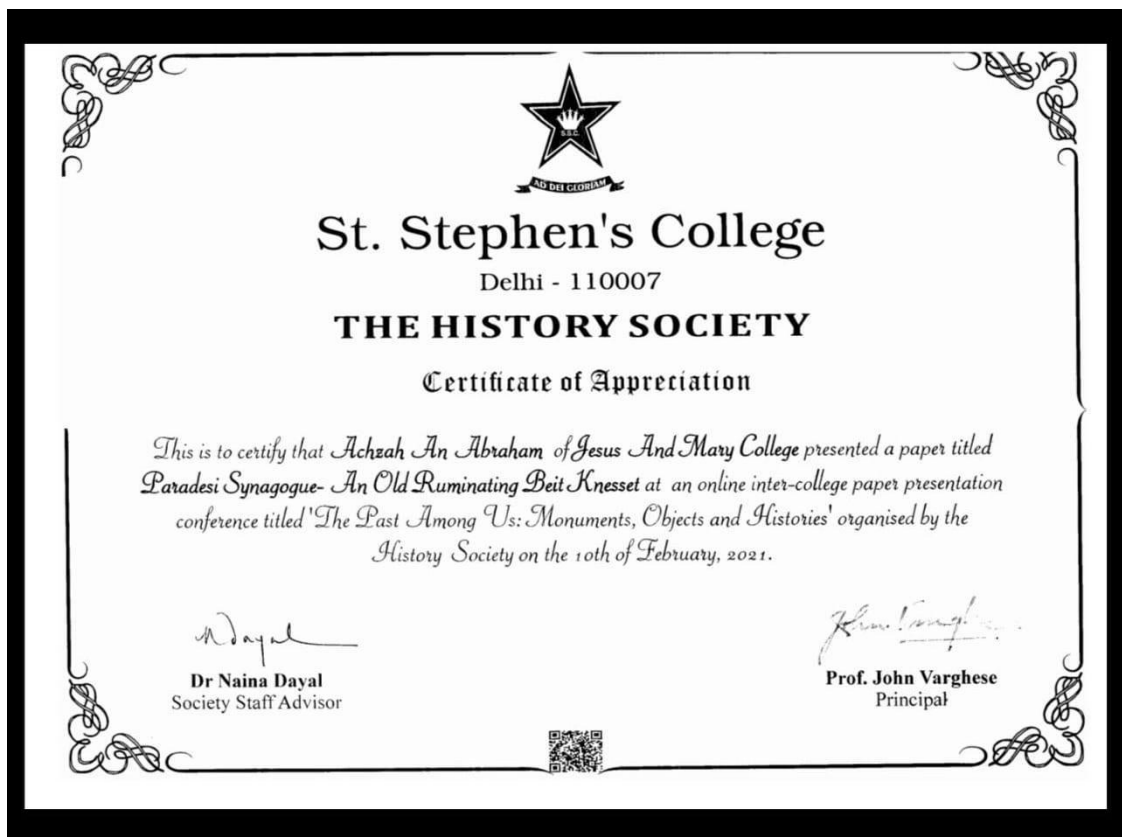 S.S.C.
AD DEI GLORIAM
St. Stephen's College
Delhi - 110007
THE HISTORY SOCIETY
Certificate of Appreciation
This is to certify that Achzah An Abraham of Jesus And Mary College presented a paper titled
Paradesi Synagogue- An Old Ruminating Beit Knesset at an online inter-college paper presentation
conference titled 'The Past Among Us: Monuments, Objects and Histories' organised by the
History Society on the 10th of February, 2021.
NDayal
Dr Naina Dayal
Society Staff Advisor
John Varghese
Prof. John Varghese
Principal